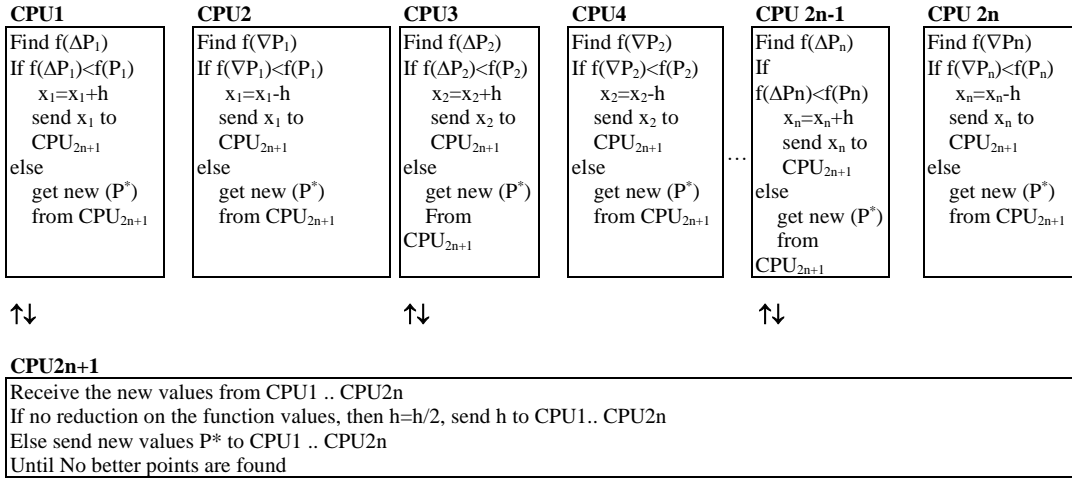 CPU1
Find f(∆P₁)
If f(∆P₁)<f(P₁)
x₁=x₁+h
send x₁ to
CPU₂ₙ₊₁
else
get new (P*)
from CPU₂ₙ₊₁
CPU2
Find f(∇P₁)
If f(∇P₁)<f(P₁)
x₁=x₁-h
send x₁ to
CPU₂ₙ₊₁
else
get new (P*)
from CPU₂ₙ₊₁
CPU3
Find f(∆P₂)
If f(∆P₂)<f(P₂)
x₂=x₂+h
send x₂ to
CPU₂ₙ₊₁
else
get new (P*)
From
CPU₂ₙ₊₁
CPU4
Find f(∇P₂)
If f(∇P₂)<f(P₂)
x₂=x₂-h
send x₂ to
CPU₂ₙ₊₁
else
get new (P*)
from CPU₂ₙ₊₁
…
CPU 2n-1
Find f(∆Pₙ)
If
f(∆Pn)<f(Pn)
xₙ=xₙ+h
send xₙ to
CPU₂ₙ₊₁
else
get new (P*)
from
CPU₂ₙ₊₁
CPU 2n
Find f(∇Pn)
If f(∇Pₙ)<f(Pₙ)
xₙ=xₙ-h
send xₙ to
CPU₂ₙ₊₁
else
get new (P*)
from CPU₂ₙ₊₁
↑↓ ↑↓ ↑↓
CPU2n+1
Receive the new values from CPU1 .. CPU2n
If no reduction on the function values, then h=h/2, send h to CPU1.. CPU2n
Else send new values P* to CPU1 .. CPU2n
Until No better points are found